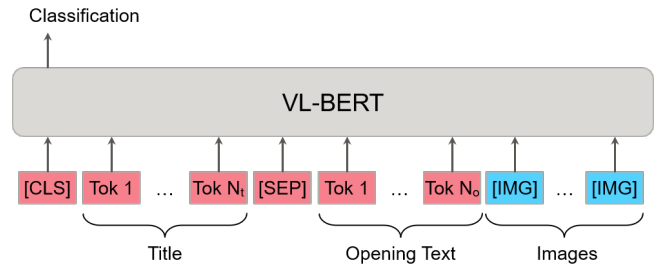 Classification
VL-BERT
[CLS] Tok 1 ... Tok Nₜ [SEP] Tok 1 ... Tok Nₒ [IMG] ... [IMG]
Title Opening Text Images